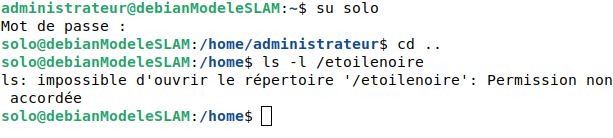 administrateur@debianModeleSLAM:~$ su solo
Mot de passe :
solo@debianModeleSLAM:/home/administrateur$ cd ..
solo@debianModeleSLAM:/home$ ls -l /etoilenoire
ls: impossible d'ouvrir le répertoire '/etoilenoire': Permission non
 accordée
solo@debianModeleSLAM:/home$